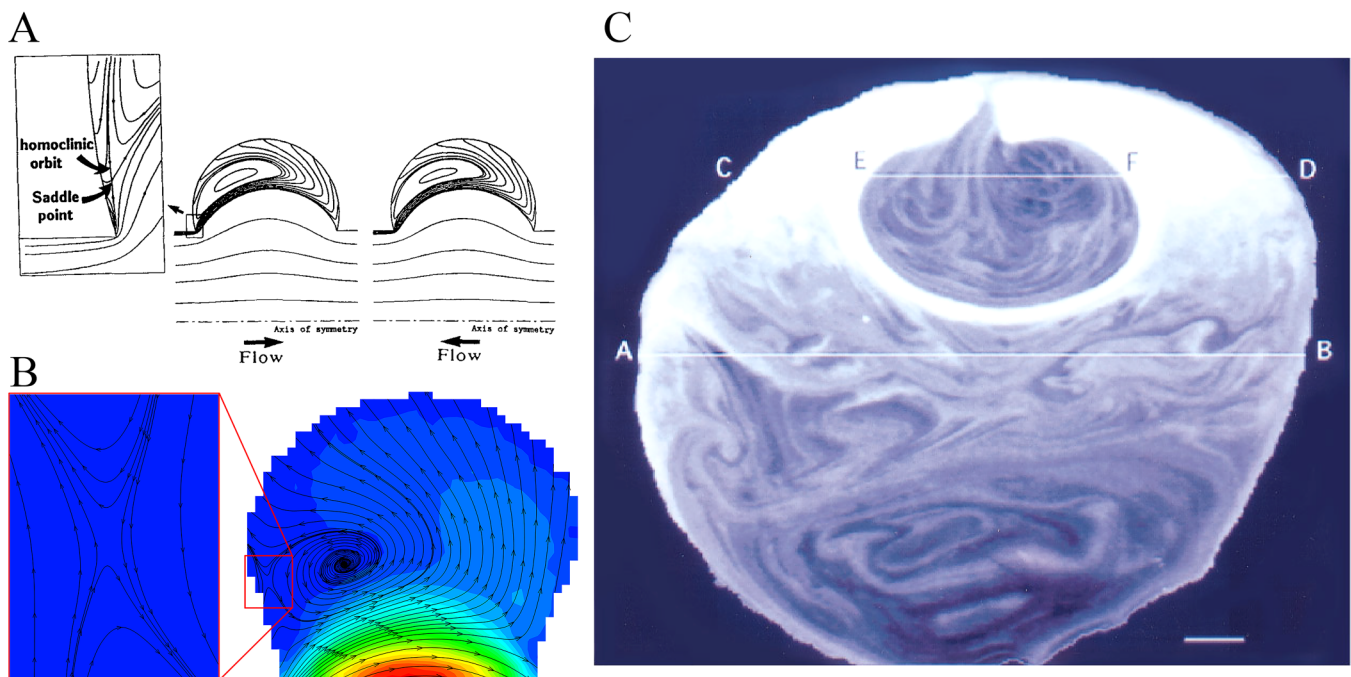 A
homoclinic
orbit
Saddle
point
Axis of symmetry
Flow
Axis of symmetry
Flow
B
C
C
E
F
D
A
B